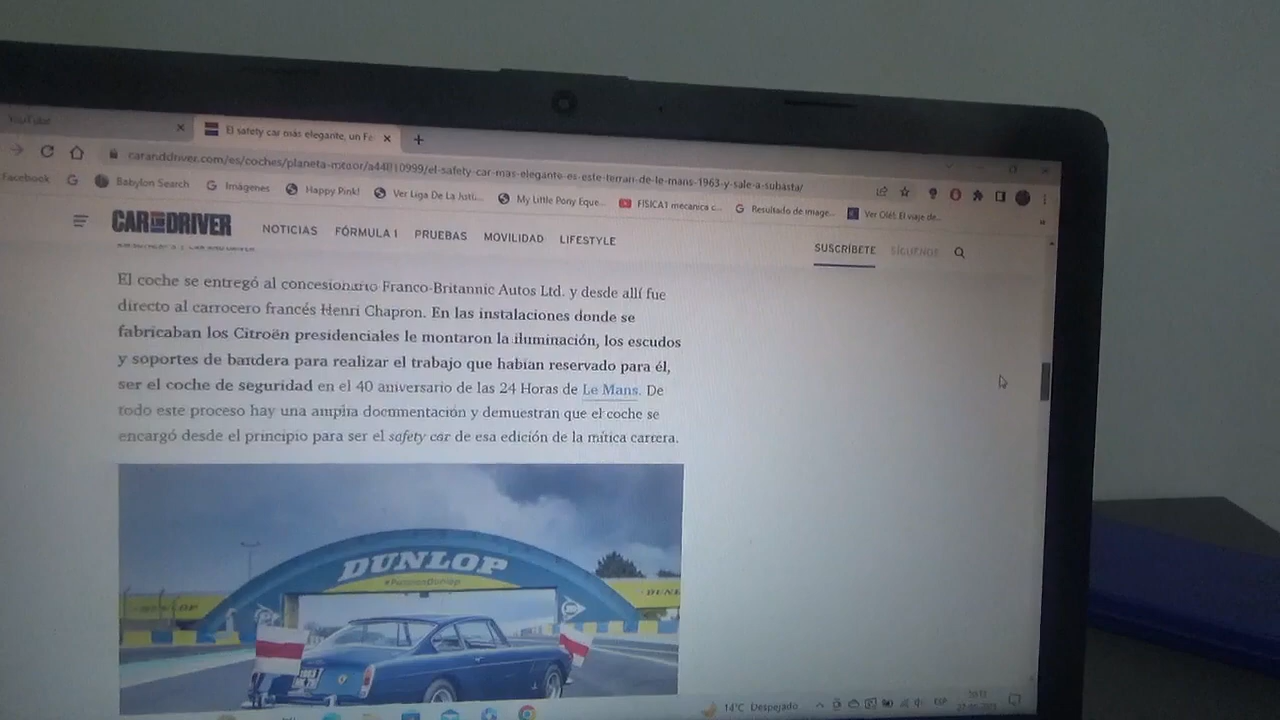 YouTube
El safety car más elegante, un Fe
caranddriver.com/es/coches/planeta-motor/a44810999/el-safety-car-mas-elegante-es-este-ferrari-de-le-mans-1963-y-sale-a-subasta/
Facebook
Babylon Search
Imágenes
Happy Pink!
Ver Liga De La Justi...
My Little Pony Eque...
FÍSICA1 mecanica c...
Resultado de image...
Ver Olé!: El viaje de...
CAR AND DRIVER
NOTICIAS
FÓRMULA 1
PRUEBAS
MOVILIDAD
LIFESTYLE
SUSCRÍBETE
SÍGUENOS
El coche se entregó al concesionario Franco-Britannic Autos Ltd. y desde allí fue
directo al carrocero francés Henri Chapron. En las instalaciones donde se
fabricaban los Citroën presidenciales le montaron la iluminación, los escudos
y soportes de bandera para realizar el trabajo que habían reservado para él,
ser el coche de seguridad en el 40 aniversario de las 24 Horas de Le Mans. De
todo este proceso hay una amplia documentación y demuestran que el coche se
encargó desde el principio para ser el safety car de esa edición de la mítica carrera.
DUNLOP
#PassionDunlop
DUNLOP
DUNL
14°C Despejado
ESP